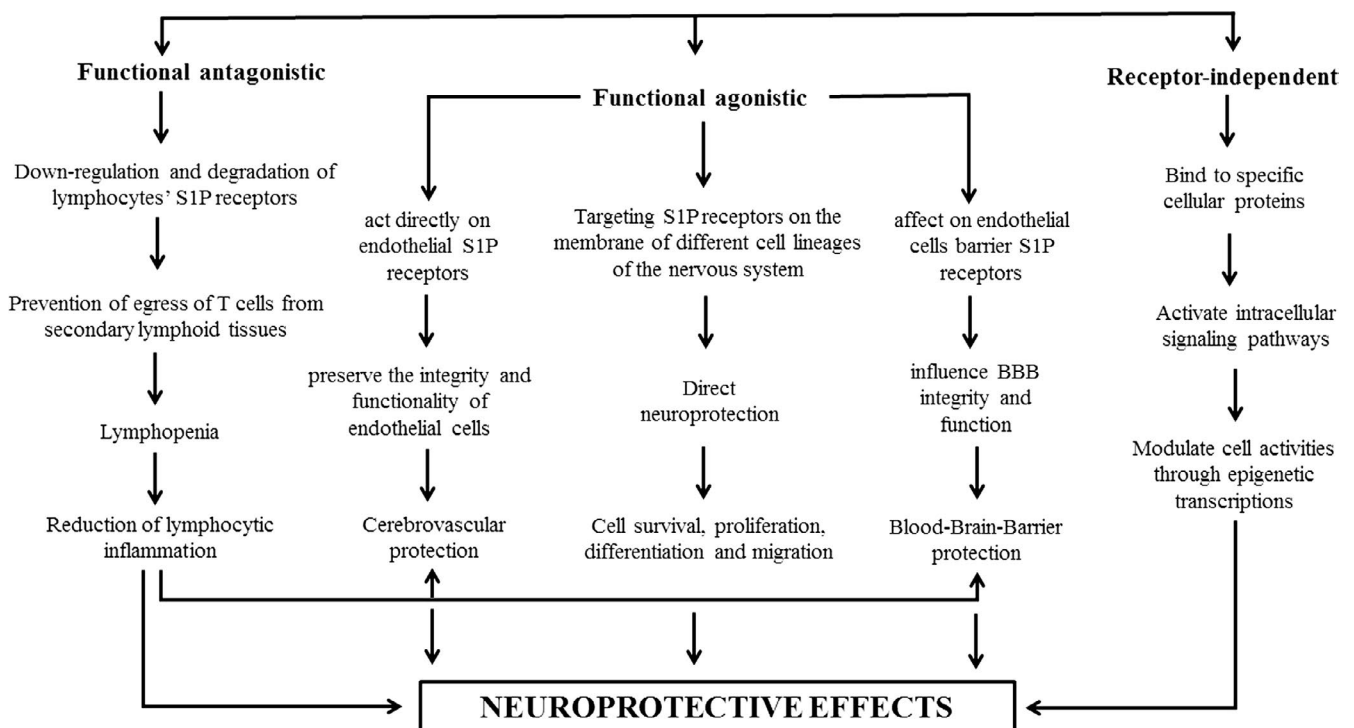 Functional antagonistic
Down-regulation and degradation of
lymphocytes' S1P receptors
Prevention of egress of T cells from
secondary lymphoid tissues
Lymphopenia
Reduction of lymphocytic
inflammation
Functional agonistic
act directly on
endothelial S1P
receptors
preserve the integrity and
functionality of
endothelial cells
Cerebrovascular
protection
Targeting S1P receptors on the
membrane of different cell lineages
of the nervous system
Direct
neuroprotection
Cell survival, proliferation,
differentiation and migration
affect on endothelial
cells barrier S1P
receptors
influence BBB
integrity and
function
Blood-Brain-Barrier
protection
Receptor-independent
Bind to specific
cellular proteins
Activate intracellular
signaling pathways
Modulate cell activities
through epigenetic
transcriptions
NEUROPROTECTIVE EFFECTS